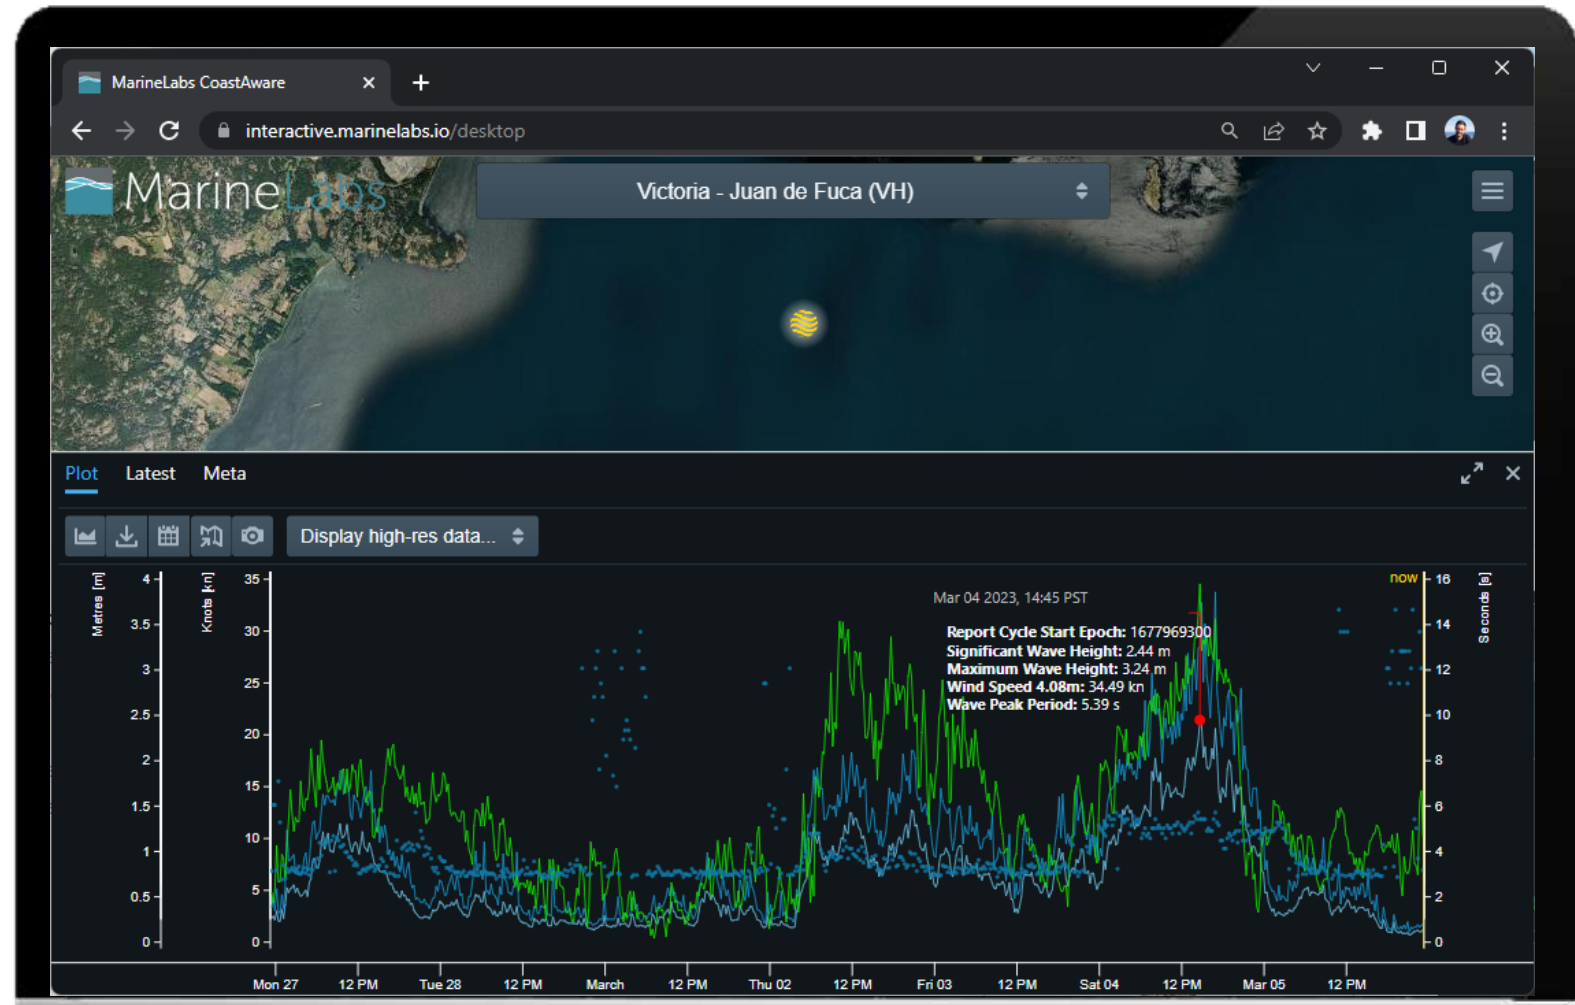 MarineLabs CoastAware
interactive.marinelabs.io/desktop
MarineLabs
Victoria - Juan de Fuca (VH)
Plot Latest Meta
Display high-res data...
Metres [m]
4
3.5
3
2.5
2
1.5
1
0.5
0
Knots [kn]
35
30
25
20
15
10
5
0
Mar 04 2023, 14:45 PST
Report Cycle Start Epoch: 1677969300
Significant Wave Height: 2.44 m
Maximum Wave Height: 3.24 m
Wind Speed 4.08m: 34.49 kn
Wave Peak Period: 5.39 s
now
16
14
12
10
8
6
4
2
0
Seconds [s]
Mon 27 12 PM Tue 28 12 PM March 12 PM Thu 02 12 PM Fri 03 12 PM Sat 04 12 PM Mar 05 12 PM